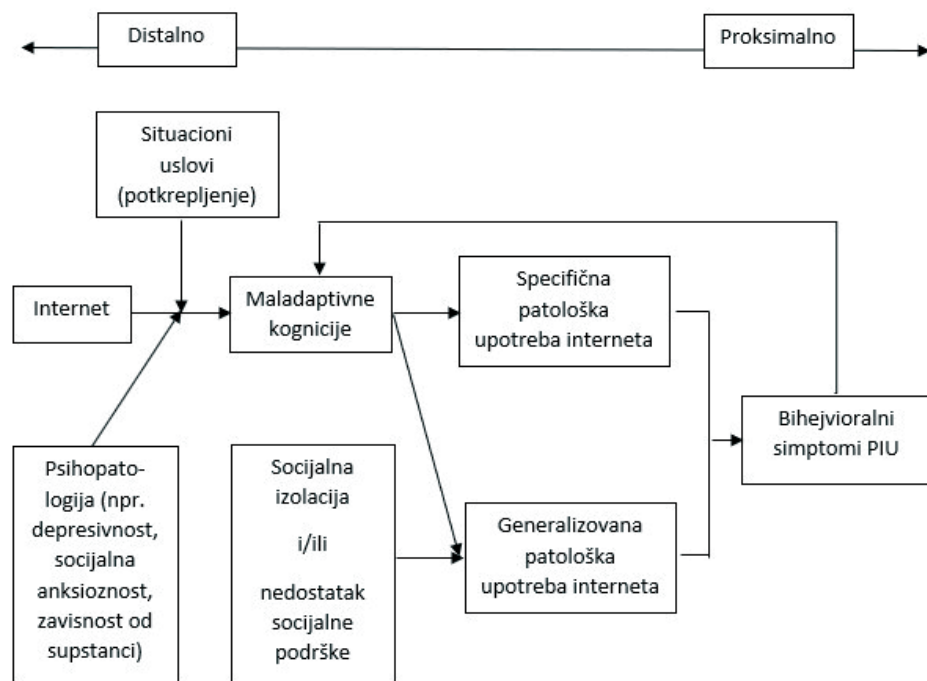 Distalno
Proksimalno
Situacioni
uslovi
(potkrepljenje)
Internet
Maladaptivne
kognicije
Specifična
patološka
upotreba interneta
Bihejvioralni
simptomi PIU
Psihopato-
logija (npr.
depresivnost,
socijalna
anksioznost,
zavisnost od
supstanci)
Socijalna
izolacija
i/ili
nedostatak
socijalne
podrške
Generalizovana
patološka
upotreba interneta